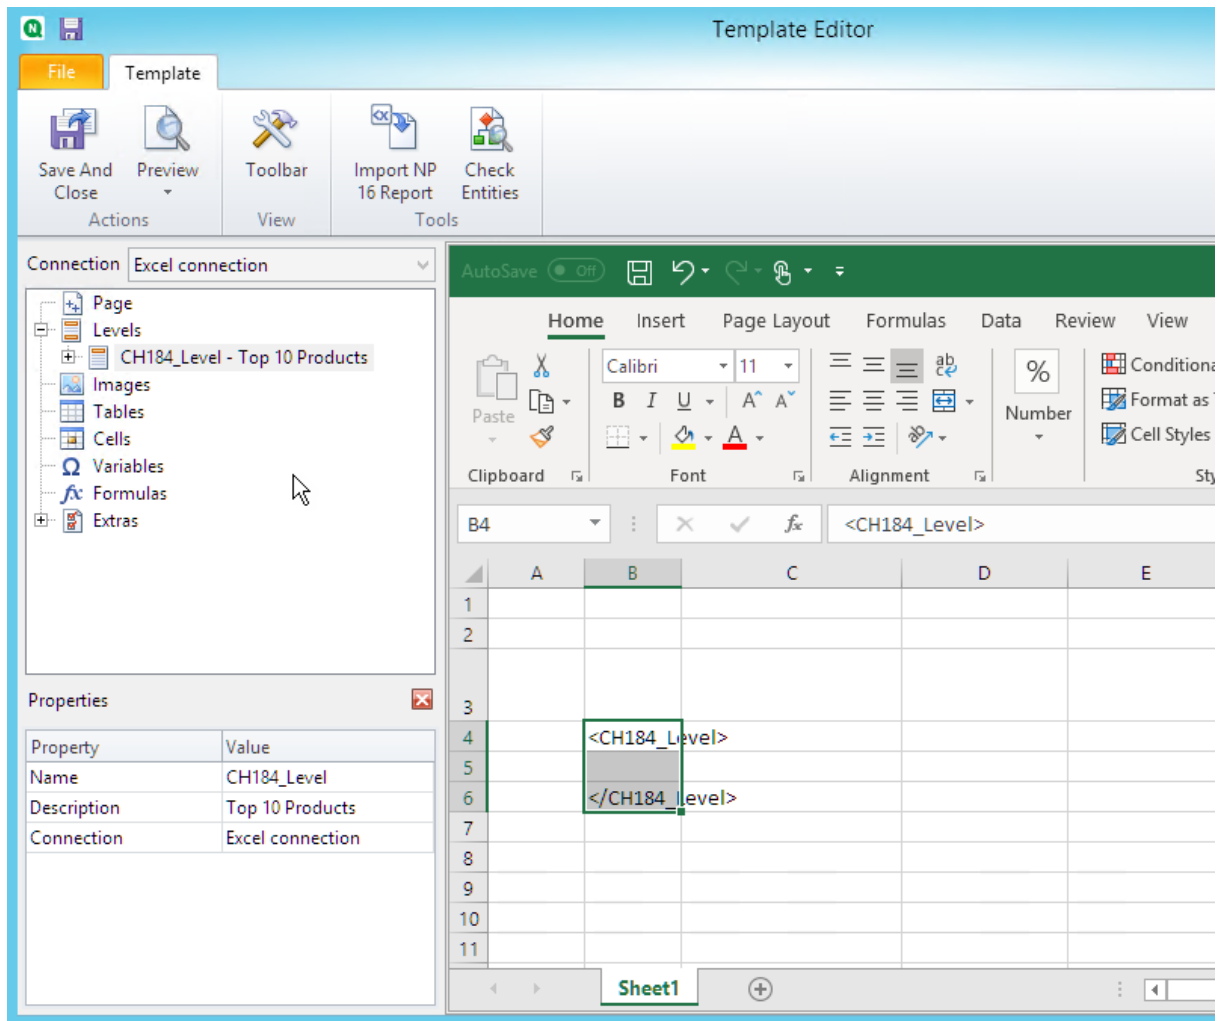 Template Editor
File Template
Save And Close
Preview
Toolbar
Import NP 16 Report
Check Entities
Actions View Tools
Connection Excel connection
Page
Levels
CH184_Level - Top 10 Products
Images
Tables
Cells
Variables
Formulas
Extras
Properties
Property Value
Name CH184_Level
Description Top 10 Products
Connection Excel connection
AutoSave Off
Home Insert Page Layout Formulas Data Review View
Paste
Calibri 11
B I U A A
ab
%
Number
Conditiona
Format as
Cell Styles
Clipboard Font Alignment Sty
B4 fx <CH184_Level>
A B C D E
1
2
3
4 <CH184_Level>
5
6 </CH184_Level>
7
8
9
10
11
Sheet1